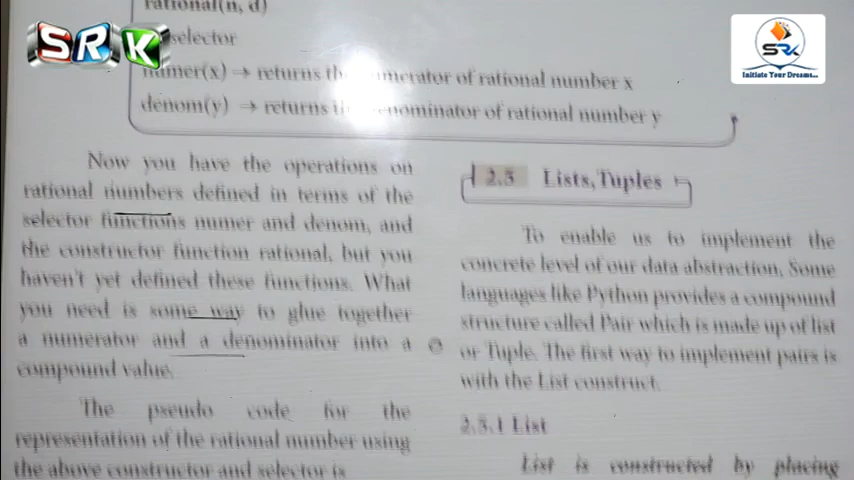 rational(n, d)
SRK
selector
numer(x) → returns the numerator of rational number x
denom(y) → returns the denominator of rational number y
SRK
Initiate Your Dreams...
Now you have the operations on
rational numbers defined in terms of the
selector functions numer and denom, and
the constructor function rational, but you
haven't yet defined these functions. What
you need is some way to glue together
a numerator and a denominator into a
compound value.
The pseudo code for the
representation of the rational number using
the above constructor and selector is
2.3 Lists, Tuples
To enable us to implement the
concrete level of our data abstraction, Some
languages like Python provides a compound
structure called Pair which is made up of list
or Tuple. The first way to implement pairs is
with the List construct.
2.3.1 List
List is constructed by placing